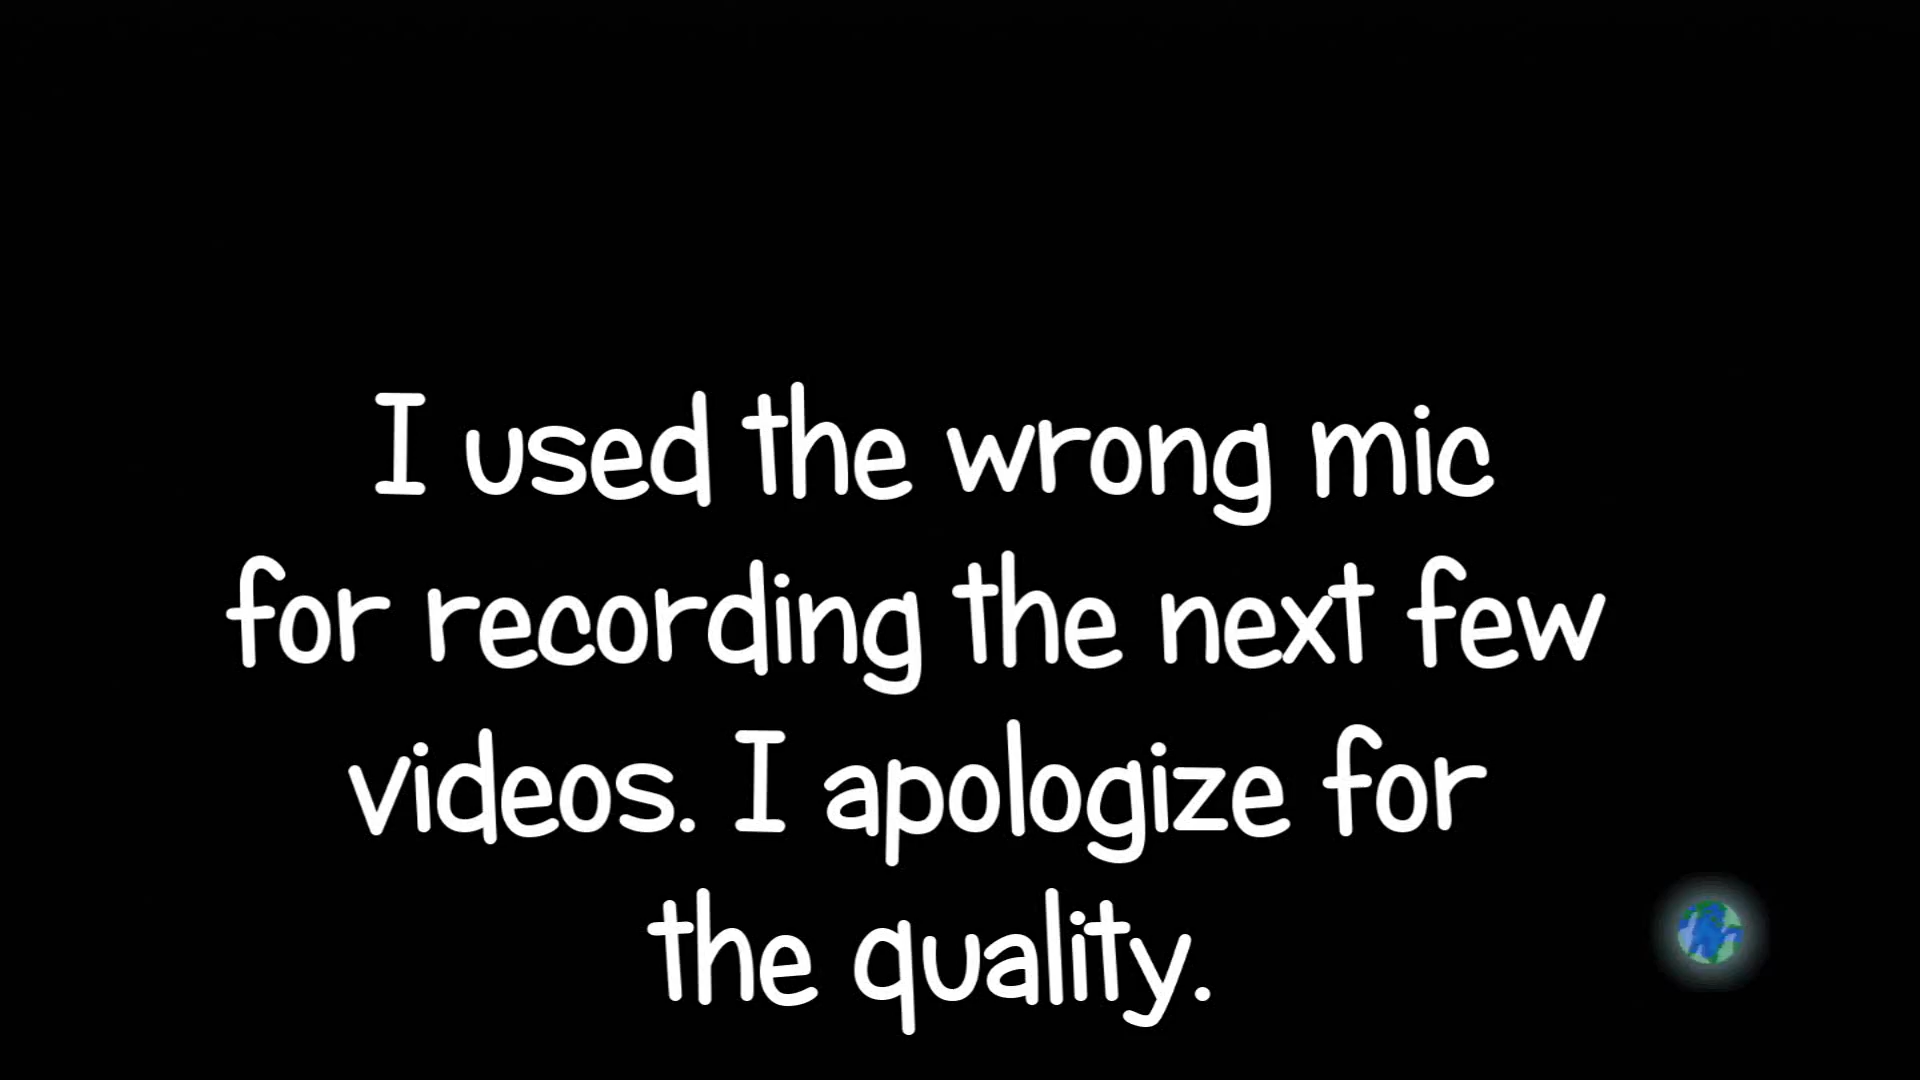 I used the wrong mic
for recording the next few
videos. I apologize for
the quality.